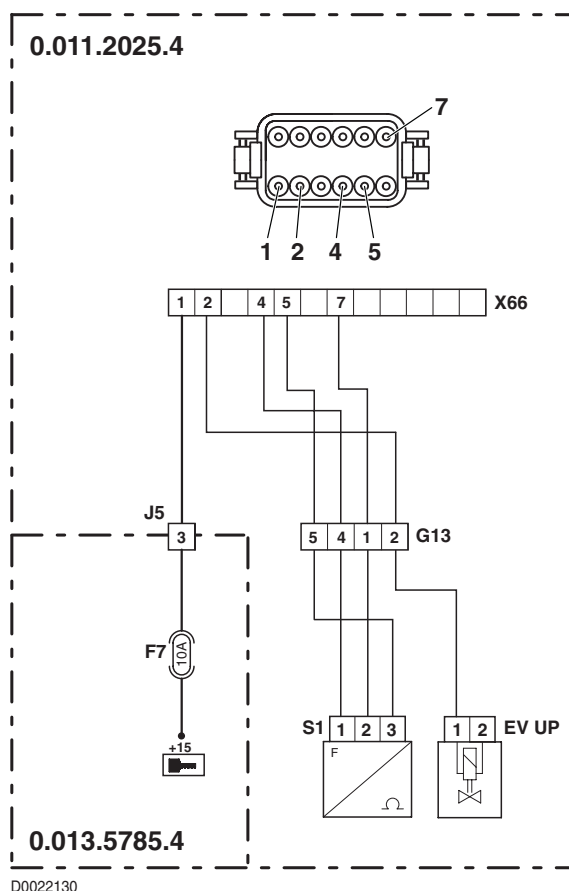 0.011.2025.4
7
1 2 4 5
1 2 4 5 7 X66
J5
3
5 4 1 2 G13
F7 10A
S1 1 2 3
1 2 EV UP
+15
F
Ω
0.013.5785.4
D0022130